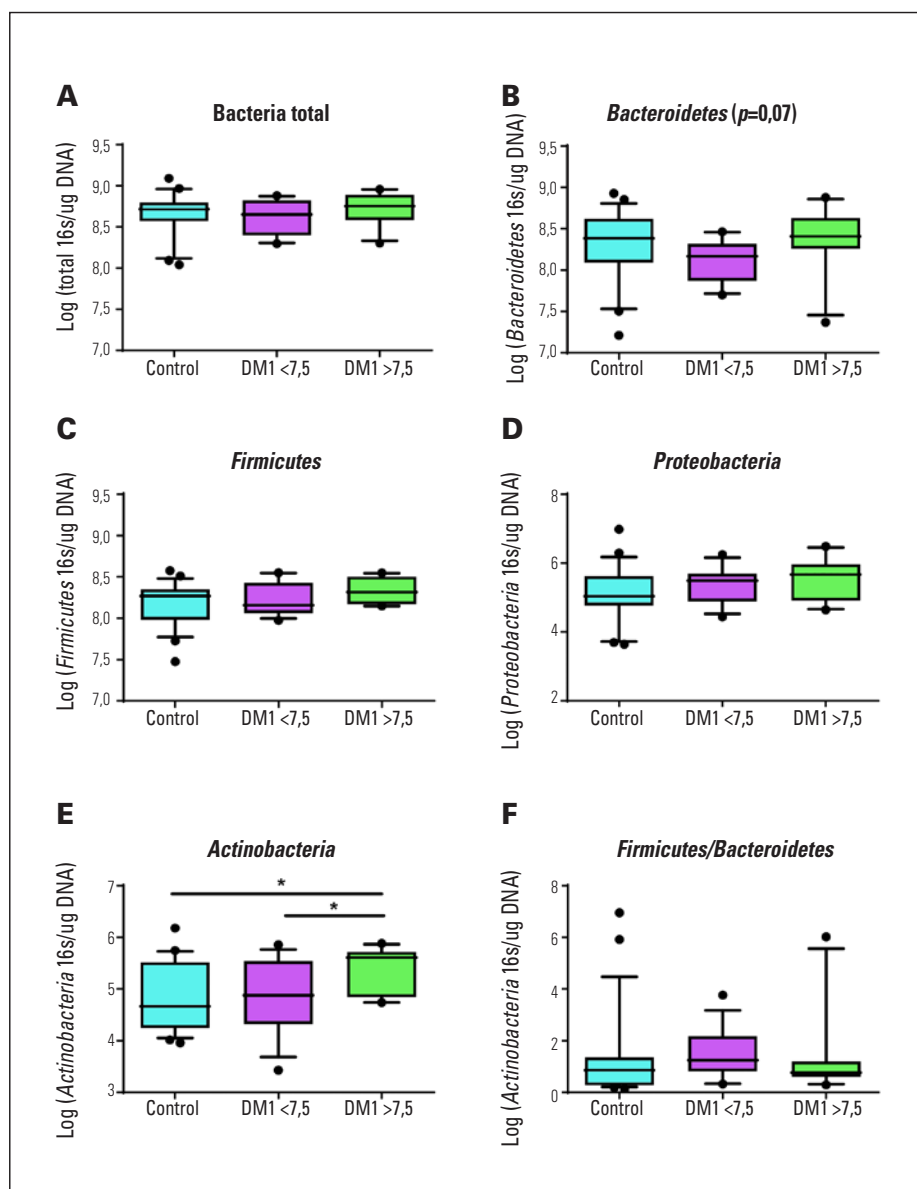 A
Bacteria total
Log (total 16s/ug DNA)
9,5
9,0
8,5
8,0
7,5
7,0
Control
DM1 <7,5
DM1 >7,5
B
Bacteroidetes (p=0,07)
Log (Bacteroidetes 16s/ug DNA)
9,5
9,0
8,5
8,0
7,5
7,0
Control
DM1 <7,5
DM1 >7,5
C
Firmicutes
Log (Firmicutes 16s/ug DNA)
9,5
9,0
8,5
8,0
7,5
7,0
Control
DM1 <7,5
DM1 >7,5
D
Proteobacteria
Log (Proteobacteria 16s/ug DNA)
8
6
4
2
Control
DM1 <7,5
DM1 >7,5
E
Actinobacteria
Log (Actinobacteria 16s/ug DNA)
7
6
5
4
3
*
*
Control
DM1 <7,5
DM1 >7,5
F
Firmicutes/Bacteroidetes
Log (Actinobacteria 16s/ug DNA)
8
6
4
2
0
Control
DM1 <7,5
DM1 >7,5